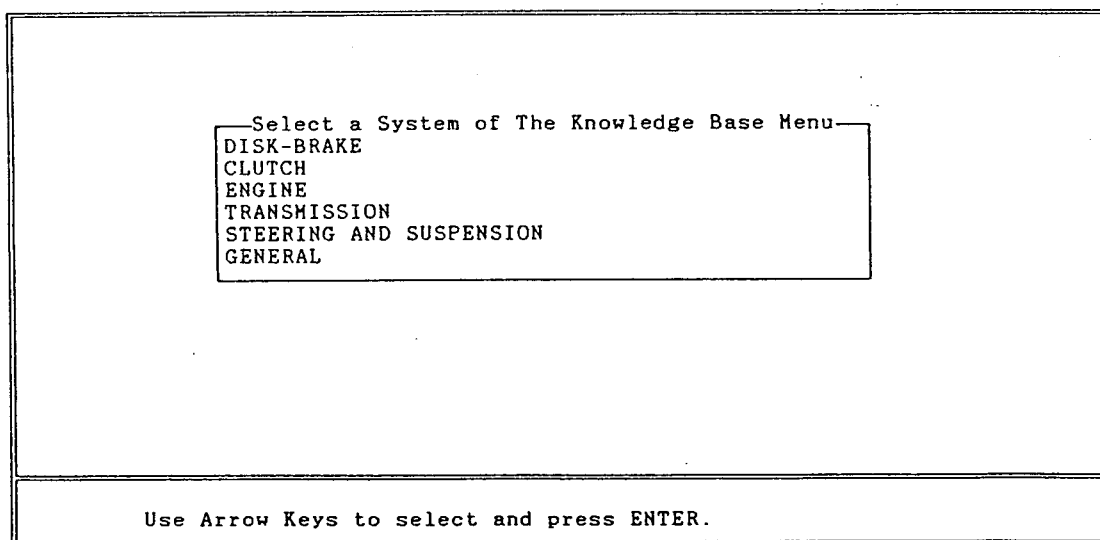 Select a System of The Knowledge Base Menu
DISK-BRAKE
CLUTCH
ENGINE
TRANSMISSION
STEERING AND SUSPENSION
GENERAL
Use Arrow Keys to select and press ENTER.